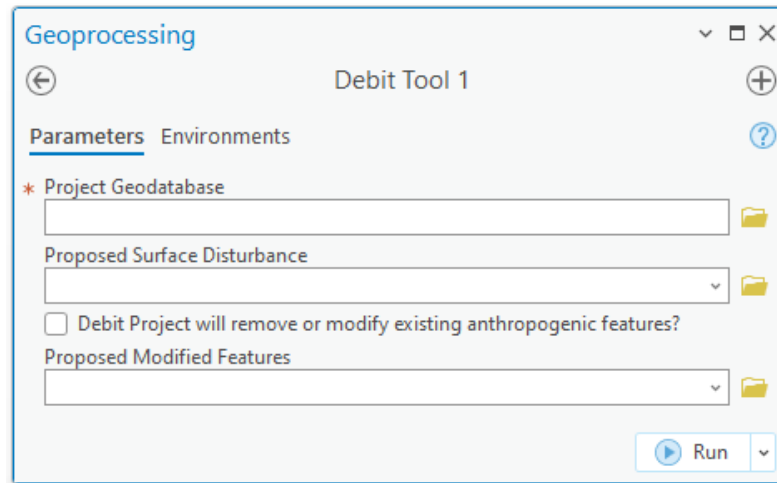 Geoprocessing
Debit Tool 1
Parameters Environments
* Project Geodatabase
Proposed Surface Disturbance
Debit Project will remove or modify existing anthropogenic features?
Proposed Modified Features
Run